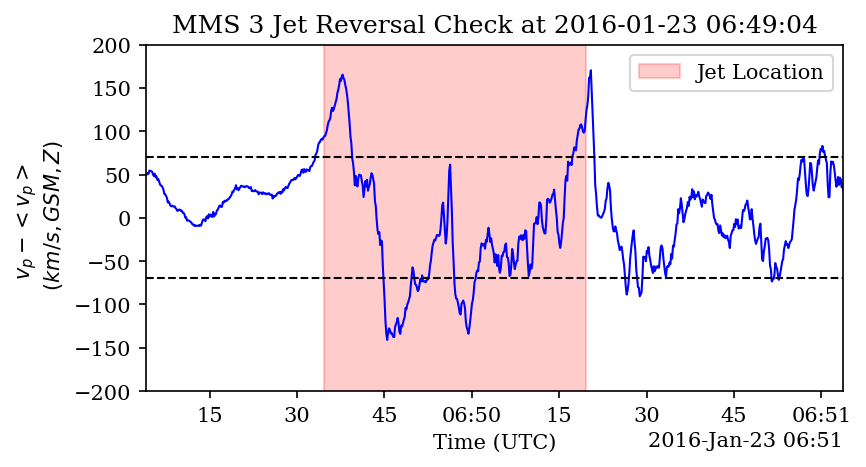 MMS 3 Jet Reversal Check at 2016-01-23 06:49:04
v_p − <v_p>
(km/s, GSM, Z)
200
150
100
50
0
−50
−100
−150
−200
Jet Location
15 30 45 06:50 15 30 45 06:51
Time (UTC)
2016-Jan-23 06:51